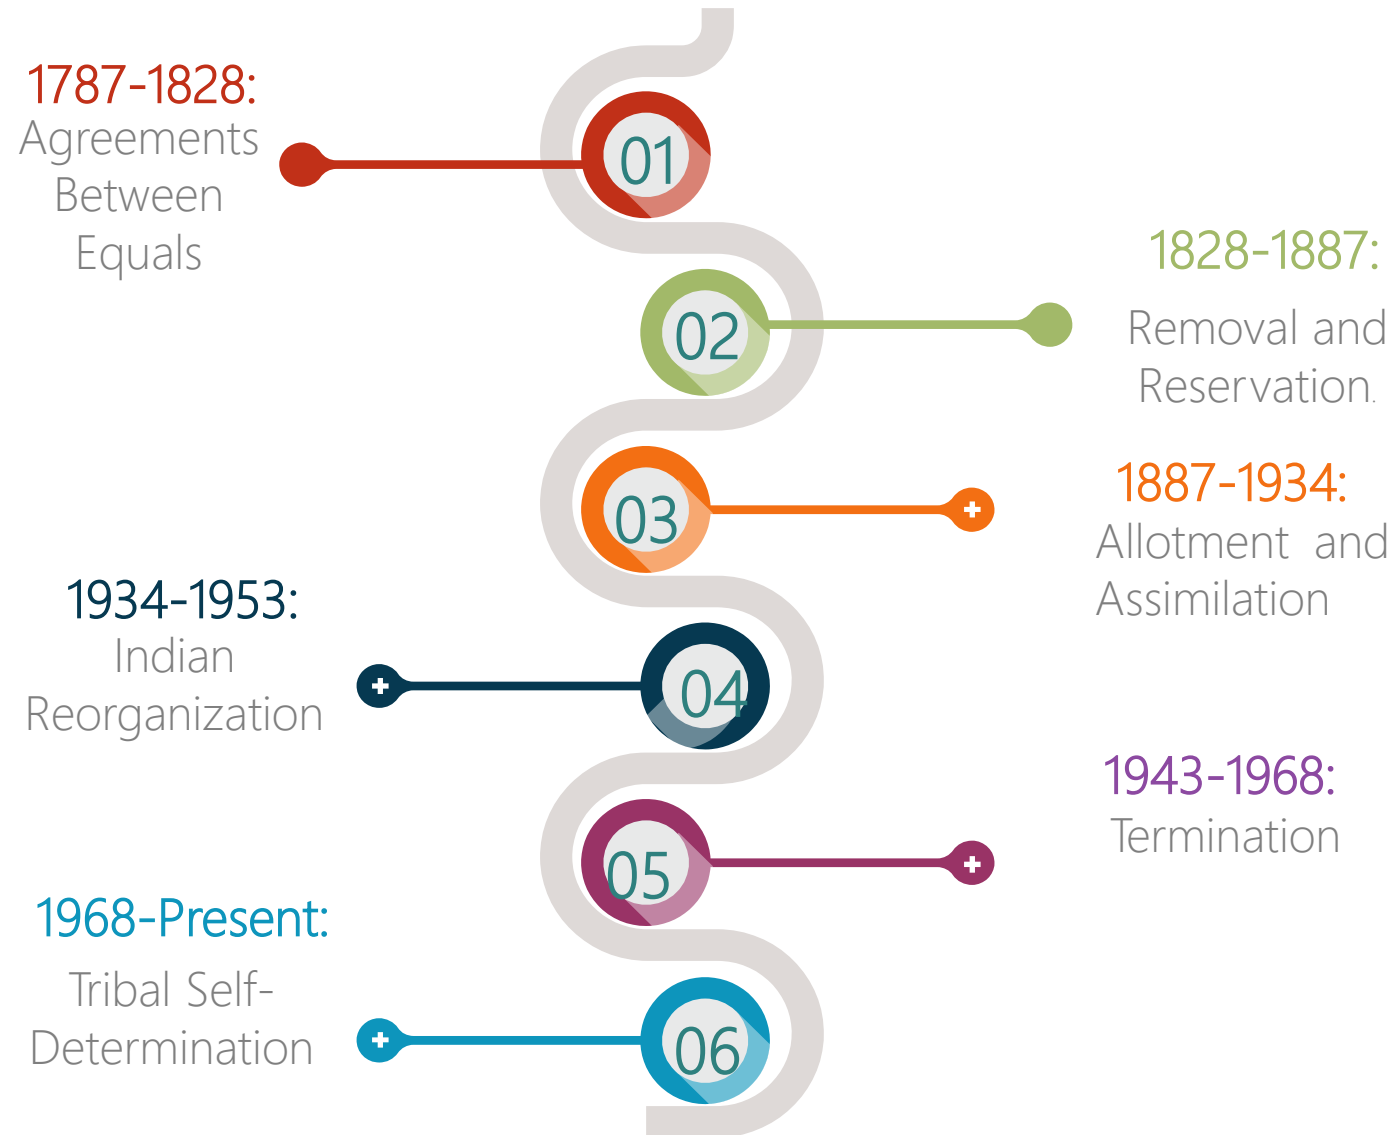 1787-1828:
Agreements
Between
Equals
01
1828-1887:
Removal and
Reservation.
02
1887-1934:
Allotment and
Assimilation
03
1934-1953:
Indian
Reorganization
04
1943-1968:
Termination
05
1968-Present:
Tribal Self-
Determination
06